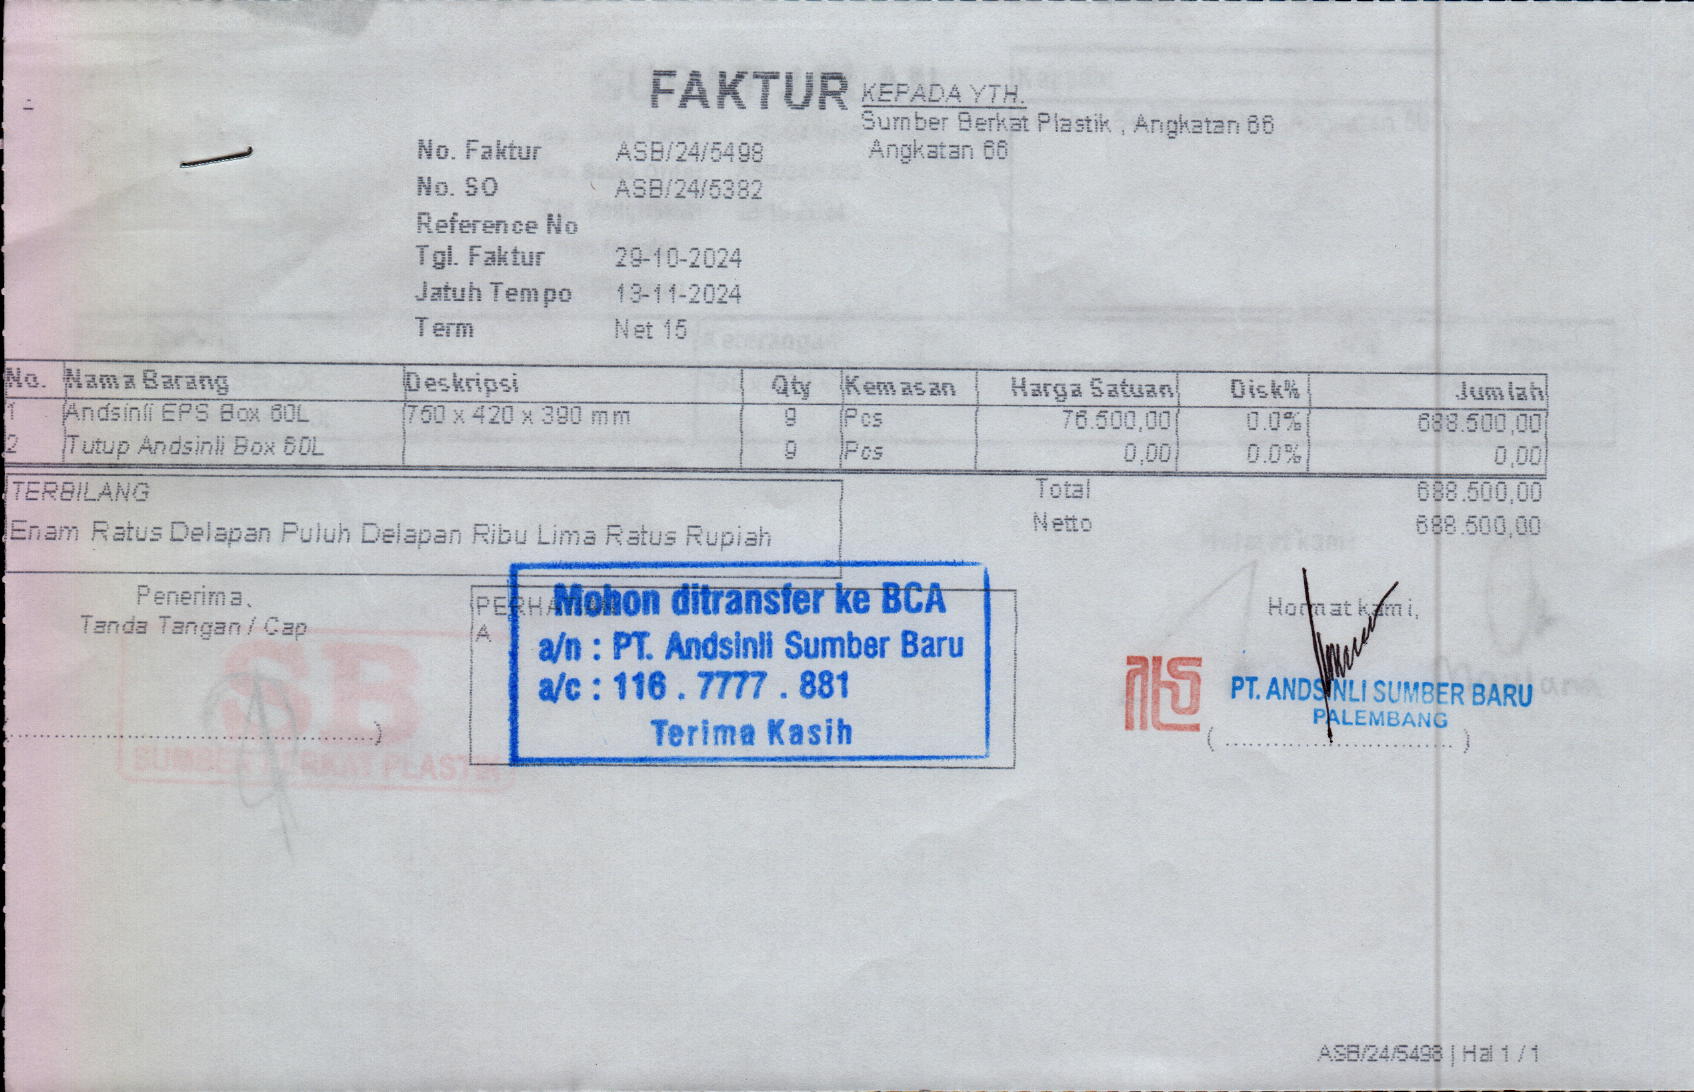 FAKTUR
KEPADA YTH.
Sumber Berkat Plastik , Angkatan 66
Angkatan 66
No. Faktur ASB/24/5498
No. SO ASB/24/5382
Reference No
Tgl. Faktur 29-10-2024
Jatuh Tempo 13-11-2024
Term Net 15
No. Nama Barang Deskripsi Qty Kemasan Harga Satuan Disk% Jumlah
1 Andsinli EPS Box 60L 750 x 420 x 390 mm 9 Pcs 76.500,00 0.0% 688.500,00
2 Tutup Andsinli Box 60L 9 Pcs 0,00 0.0% 0,00
TERBILANG
Enam Ratus Delapan Puluh Delapan Ribu Lima Ratus Rupiah
Total 688.500,00
Netto 688.500,00
Penerima,
Tanda Tangan / Cap
SB
SUMBER BERKAT PLASTIK
PERHA
A
Mohon ditransfer ke BCA
a/n : PT. Andsinli Sumber Baru
a/c : 116 . 7777 . 881
Terima Kasih
Hormat kami,
PT. ANDSINLI SUMBER BARU
PALEMBANG
ASB/24/5498 | Hal 1 / 1